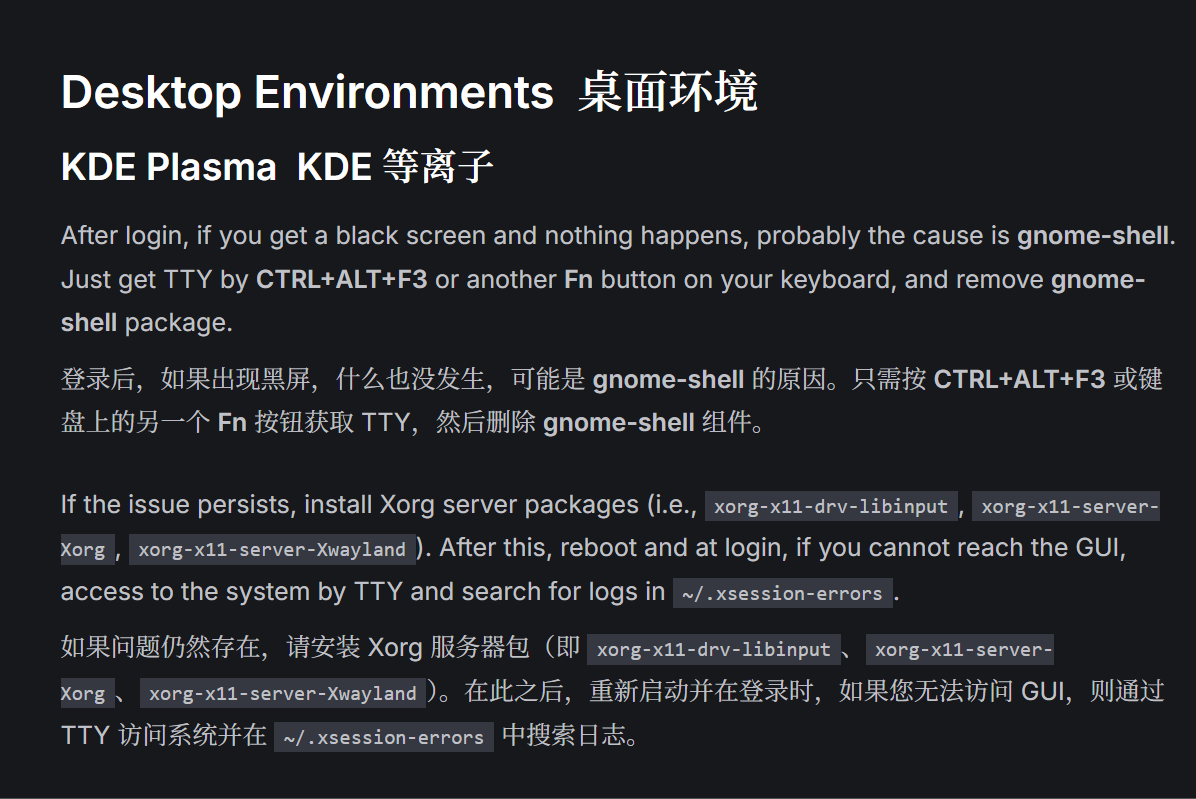 Desktop Environments 桌面环境
KDE Plasma KDE 等离子
After login, if you get a black screen and nothing happens, probably the cause is gnome-shell.
Just get TTY by CTRL+ALT+F3 or another Fn button on your keyboard, and remove gnome-
shell package.
登录后，如果出现黑屏，什么也没发生，可能是 gnome-shell 的原因。只需按 CTRL+ALT+F3 或键
盘上的另一个 Fn 按钮获取 TTY，然后删除 gnome-shell 组件。
If the issue persists, install Xorg server packages (i.e., xorg-x11-drv-libinput, xorg-x11-server-
Xorg, xorg-x11-server-Xwayland). After this, reboot and at login, if you cannot reach the GUI,
access to the system by TTY and search for logs in ~/.xsession-errors.
如果问题仍然存在，请安装 Xorg 服务器包（即 xorg-x11-drv-libinput、xorg-x11-server-
Xorg、xorg-x11-server-Xwayland）。在此之后，重新启动并在登录时，如果您无法访问 GUI，则通过
TTY 访问系统并在 ~/.xsession-errors 中搜索日志。